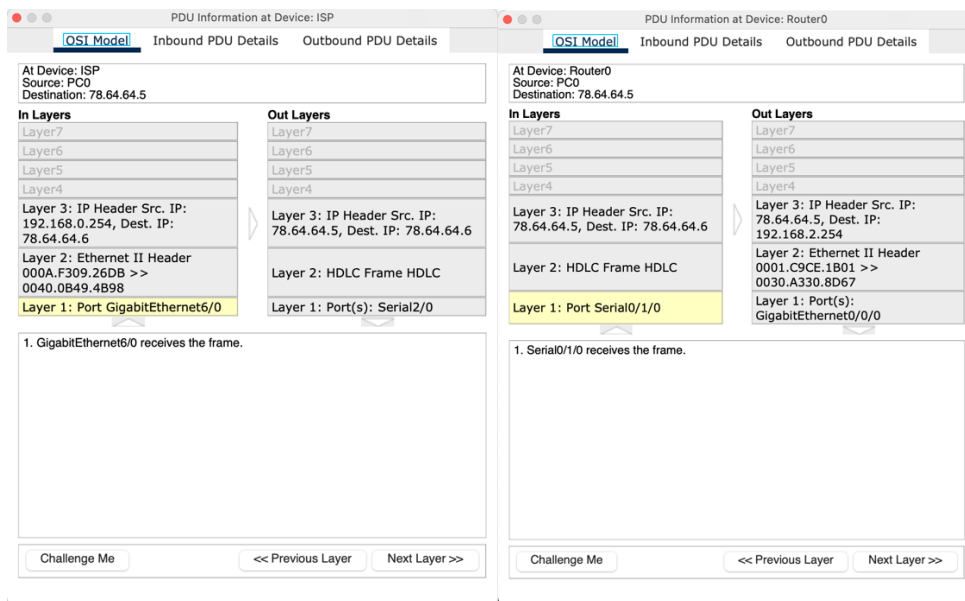 PDU Information at Device: ISP
OSI Model Inbound PDU Details Outbound PDU Details
At Device: ISP
Source: PC0
Destination: 78.64.64.5
In Layers
Layer7
Layer6
Layer5
Layer4
Layer 3: IP Header Src. IP:
192.168.0.254, Dest. IP:
78.64.64.6
Layer 2: Ethernet II Header
000A.F309.26DB >>
0040.0B49.4B98
Layer 1: Port GigabitEthernet6/0
Out Layers
Layer7
Layer6
Layer5
Layer4
Layer 3: IP Header Src. IP:
78.64.64.5, Dest. IP: 78.64.64.6
Layer 2: HDLC Frame HDLC
Layer 1: Port(s): Serial2/0
1. GigabitEthernet6/0 receives the frame.
Challenge Me << Previous Layer Next Layer >>
PDU Information at Device: Router0
OSI Model Inbound PDU Details Outbound PDU Details
At Device: Router0
Source: PC0
Destination: 78.64.64.5
In Layers
Layer7
Layer6
Layer5
Layer4
Layer 3: IP Header Src. IP:
78.64.64.5, Dest. IP: 78.64.64.6
Layer 2: HDLC Frame HDLC
Layer 1: Port Serial0/1/0
Out Layers
Layer7
Layer6
Layer5
Layer4
Layer 3: IP Header Src. IP:
78.64.64.5, Dest. IP:
192.168.2.254
Layer 2: Ethernet II Header
0001.C9CE.1B01 >>
0030.A330.8D67
Layer 1: Port(s):
GigabitEthernet0/0/0
1. Serial0/1/0 receives the frame.
Challenge Me << Previous Layer Next Layer >>